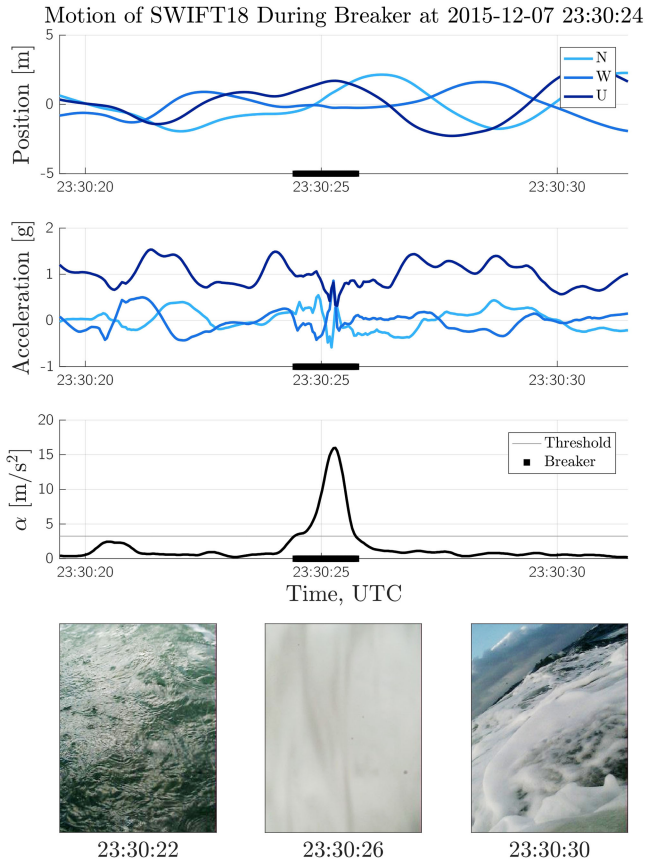 Motion of SWIFT18 During Breaker at 2015-12-07 23:30:24
Position [m]
5
0
-5
N
W
U
23:30:20
23:30:25
23:30:30
Acceleration [g]
2
1
0
-1
23:30:20
23:30:25
23:30:30
α [m/s²]
20
15
10
5
0
Threshold
Breaker
23:30:20
23:30:25
23:30:30
Time, UTC
23:30:22
23:30:26
23:30:30